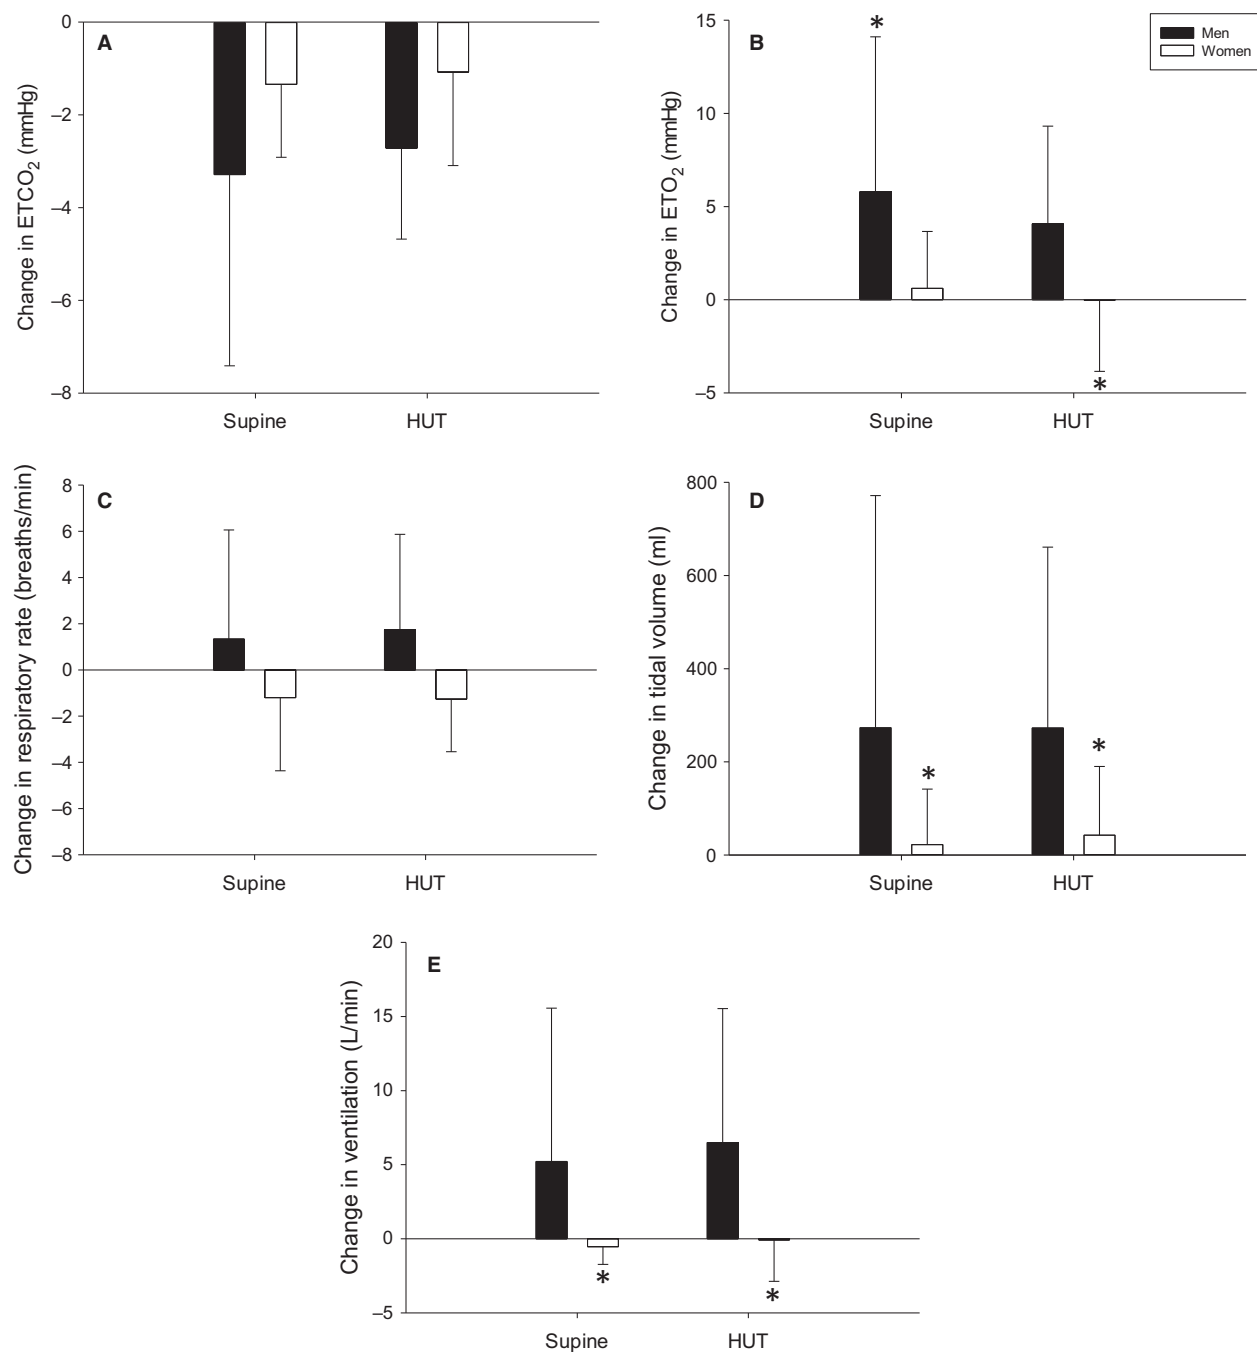 A
Change in ETCO2 (mmHg)
0
–2
–4
–6
–8
Supine HUT
B
Change in ETO2 (mmHg)
15
10
5
0
–5
*
*
Supine HUT
Men
Women
C
Change in respiratory rate (breaths/min)
8
6
4
2
0
–2
–4
–6
–8
Supine HUT
D
Change in tidal volume (ml)
800
600
400
200
0
*
*
Supine HUT
E
Change in ventilation (L/min)
20
15
10
5
0
–5
*
*
Supine HUT